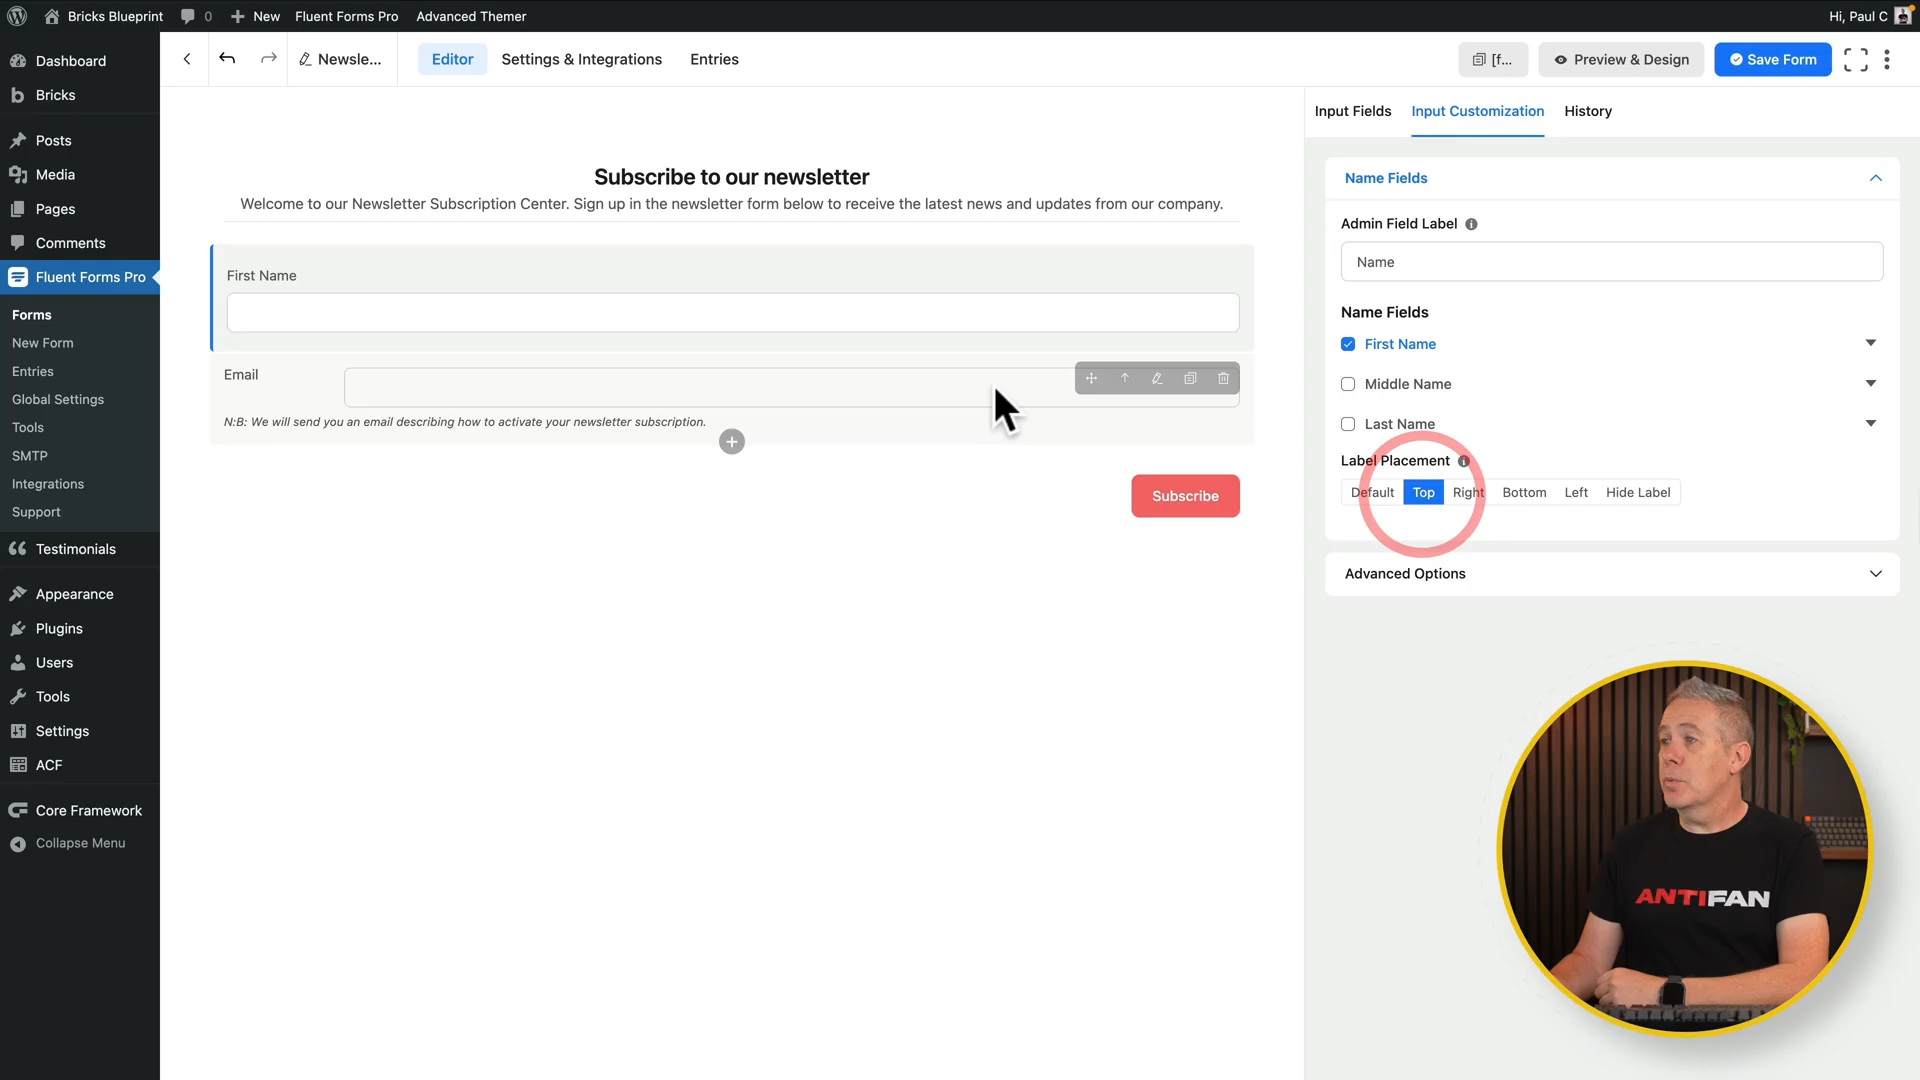 Bricks Blueprint
0
New
Fluent Forms Pro
Advanced Themer
Hi, Paul C
Dashboard
Bricks
Posts
Media
Pages
Comments
Fluent Forms Pro
Forms
New Form
Entries
Global Settings
Tools
SMTP
Integrations
Support
Testimonials
Appearance
Plugins
Users
Tools
Settings
ACF
Core Framework
Collapse Menu
Newsle...
Editor
Settings & Integrations
Entries
[f...
Preview & Design
Save Form
Subscribe to our newsletter
Welcome to our Newsletter Subscription Center. Sign up in the newsletter form below to receive the latest news and updates from our company.
First Name
Email
N:B: We will send you an email describing how to activate your newsletter subscription.
Subscribe
Input Fields
Input Customization
History
Name Fields
Admin Field Label
Name
Name Fields
First Name
Middle Name
Last Name
Label Placement
Default
Top
Right
Bottom
Left
Hide Label
Advanced Options
ANTIFAN